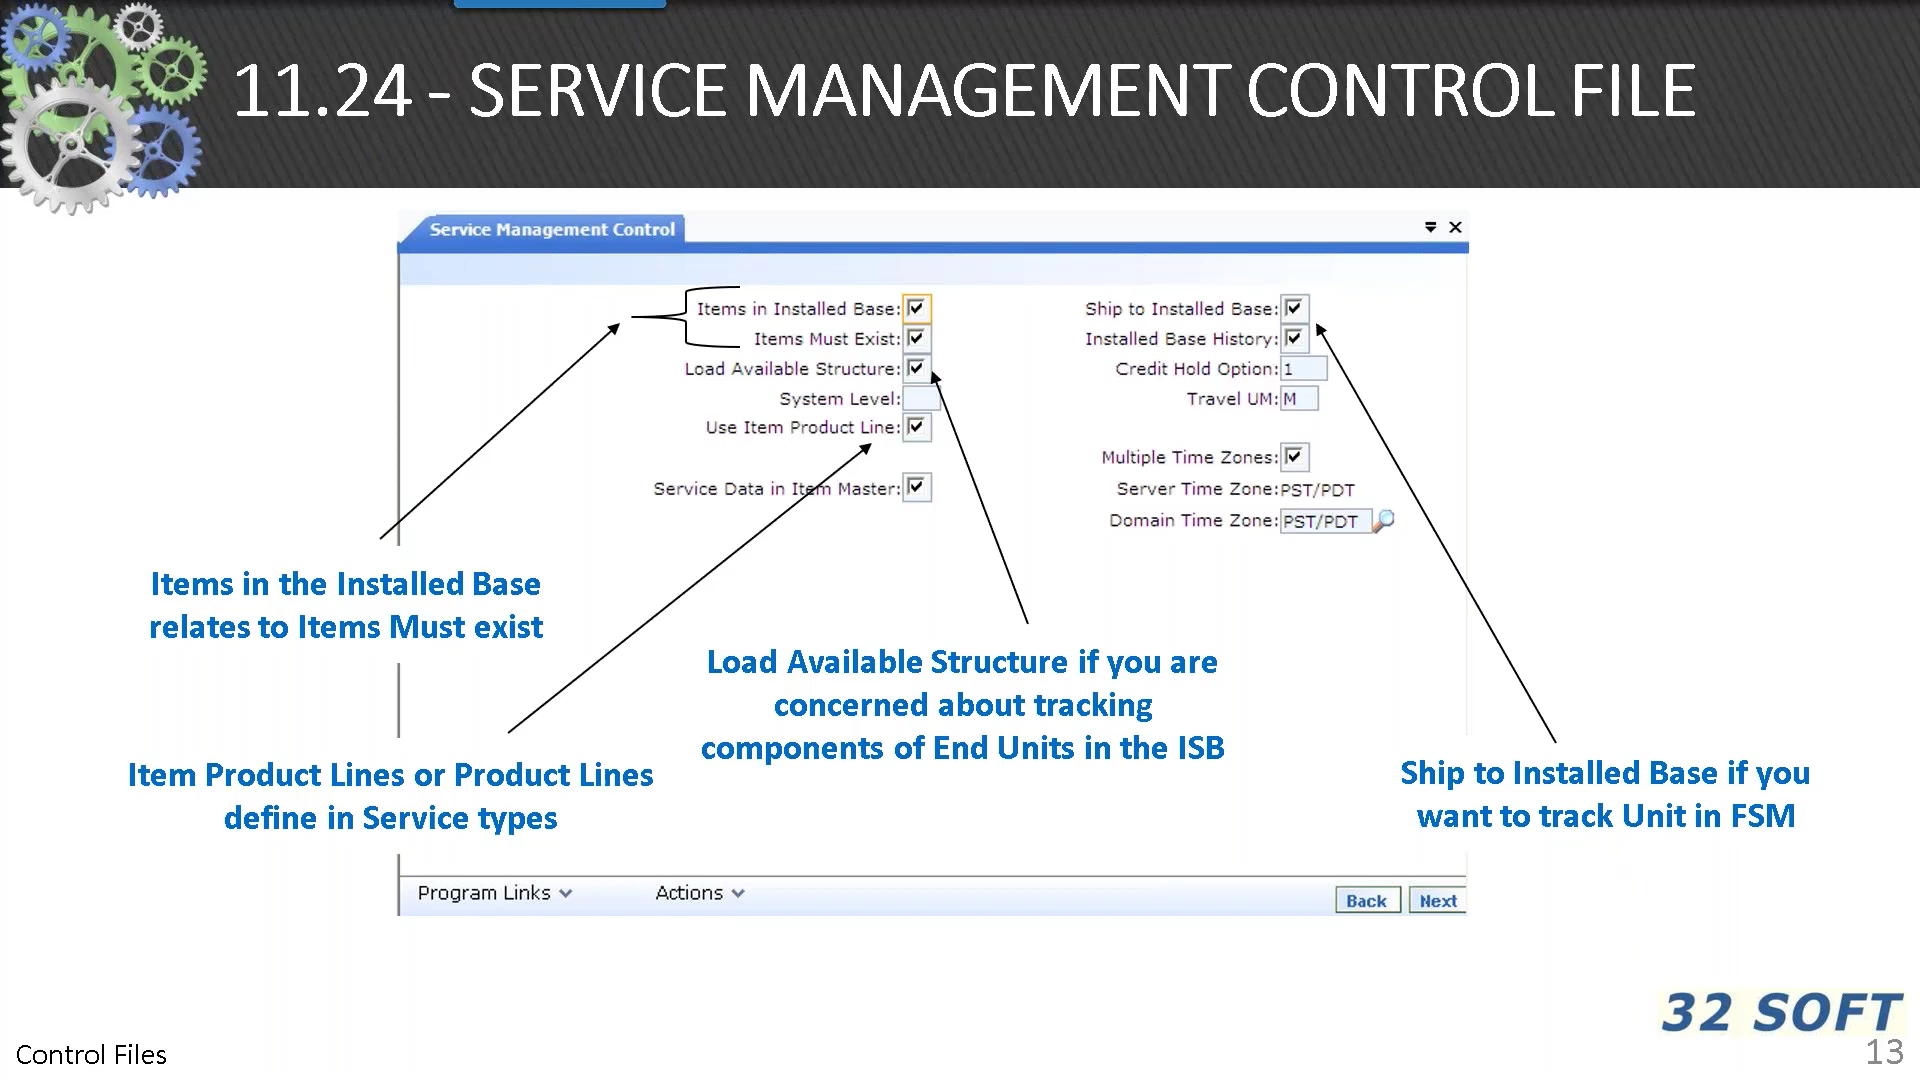 11.24 - SERVICE MANAGEMENT CONTROL FILE
Service Management Control
Items in Installed Base:
Items Must Exist:
Load Available Structure:
System Level:
Use Item Product Line:
Service Data in Item Master:
Ship to Installed Base:
Installed Base History:
Credit Hold Option: 1
Travel UM: M
Multiple Time Zones:
Server Time Zone: PST/PDT
Domain Time Zone: PST/PDT
Items in the Installed Base
relates to Items Must exist
Load Available Structure if you are
concerned about tracking
components of End Units in the ISB
Item Product Lines or Product Lines
define in Service types
Ship to Installed Base if you
want to track Unit in FSM
Program Links
Actions
Back
Next
32 SOFT
Control Files
13